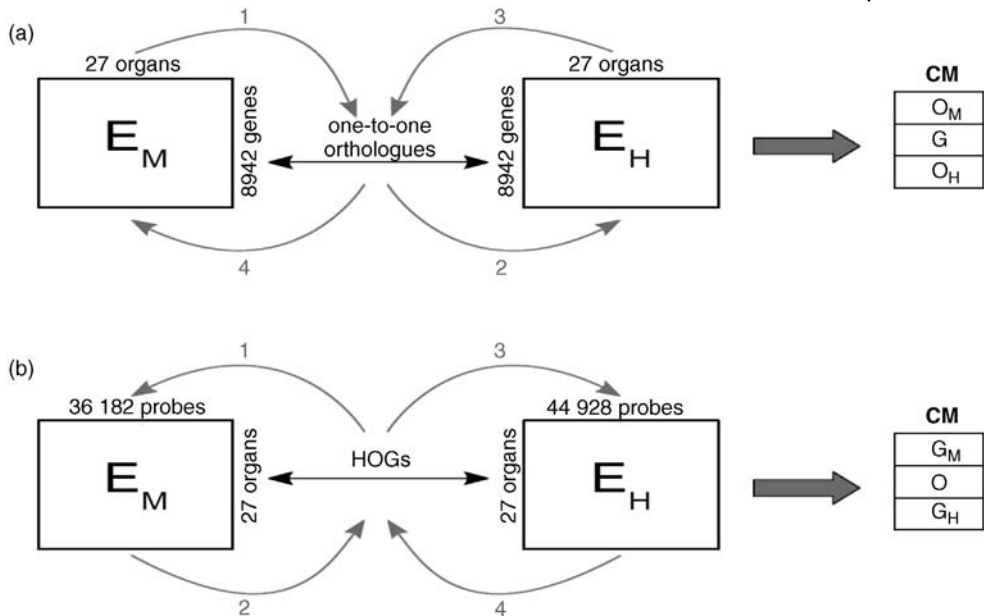 (a)
1
3
27 organs
27 organs
E_M
8942 genes
one-to-one
orthologues
8942 genes
E_H
CM
O_M
G
O_H
4
2
(b)
1
3
36 182 probes
44 928 probes
E_M
27 organs
HOGs
27 organs
E_H
CM
G_M
O
G_H
2
4